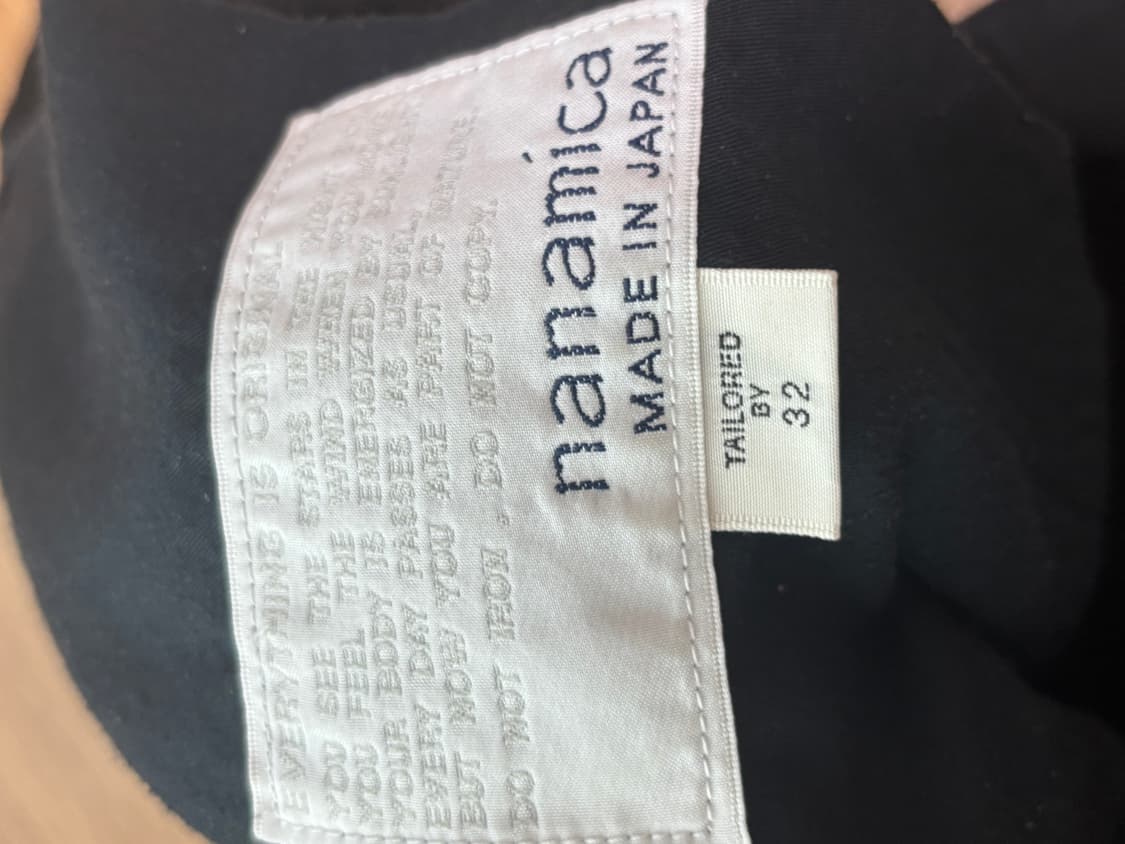 EVERYTHING IS ORIGINAL
YOU SEE THE STARS IN THE
YOU FEEL THE WIND WHEN YOU
YOUR BODY IS ENERGIZED BY
EVERY DAY PASSES AS USUAL,
BUT NOW YOU ARE PART OF NATURE.
DO NOT IRON . DO NOT COPY.
nanamica
MADE IN JAPAN
TAILORED
BY
32